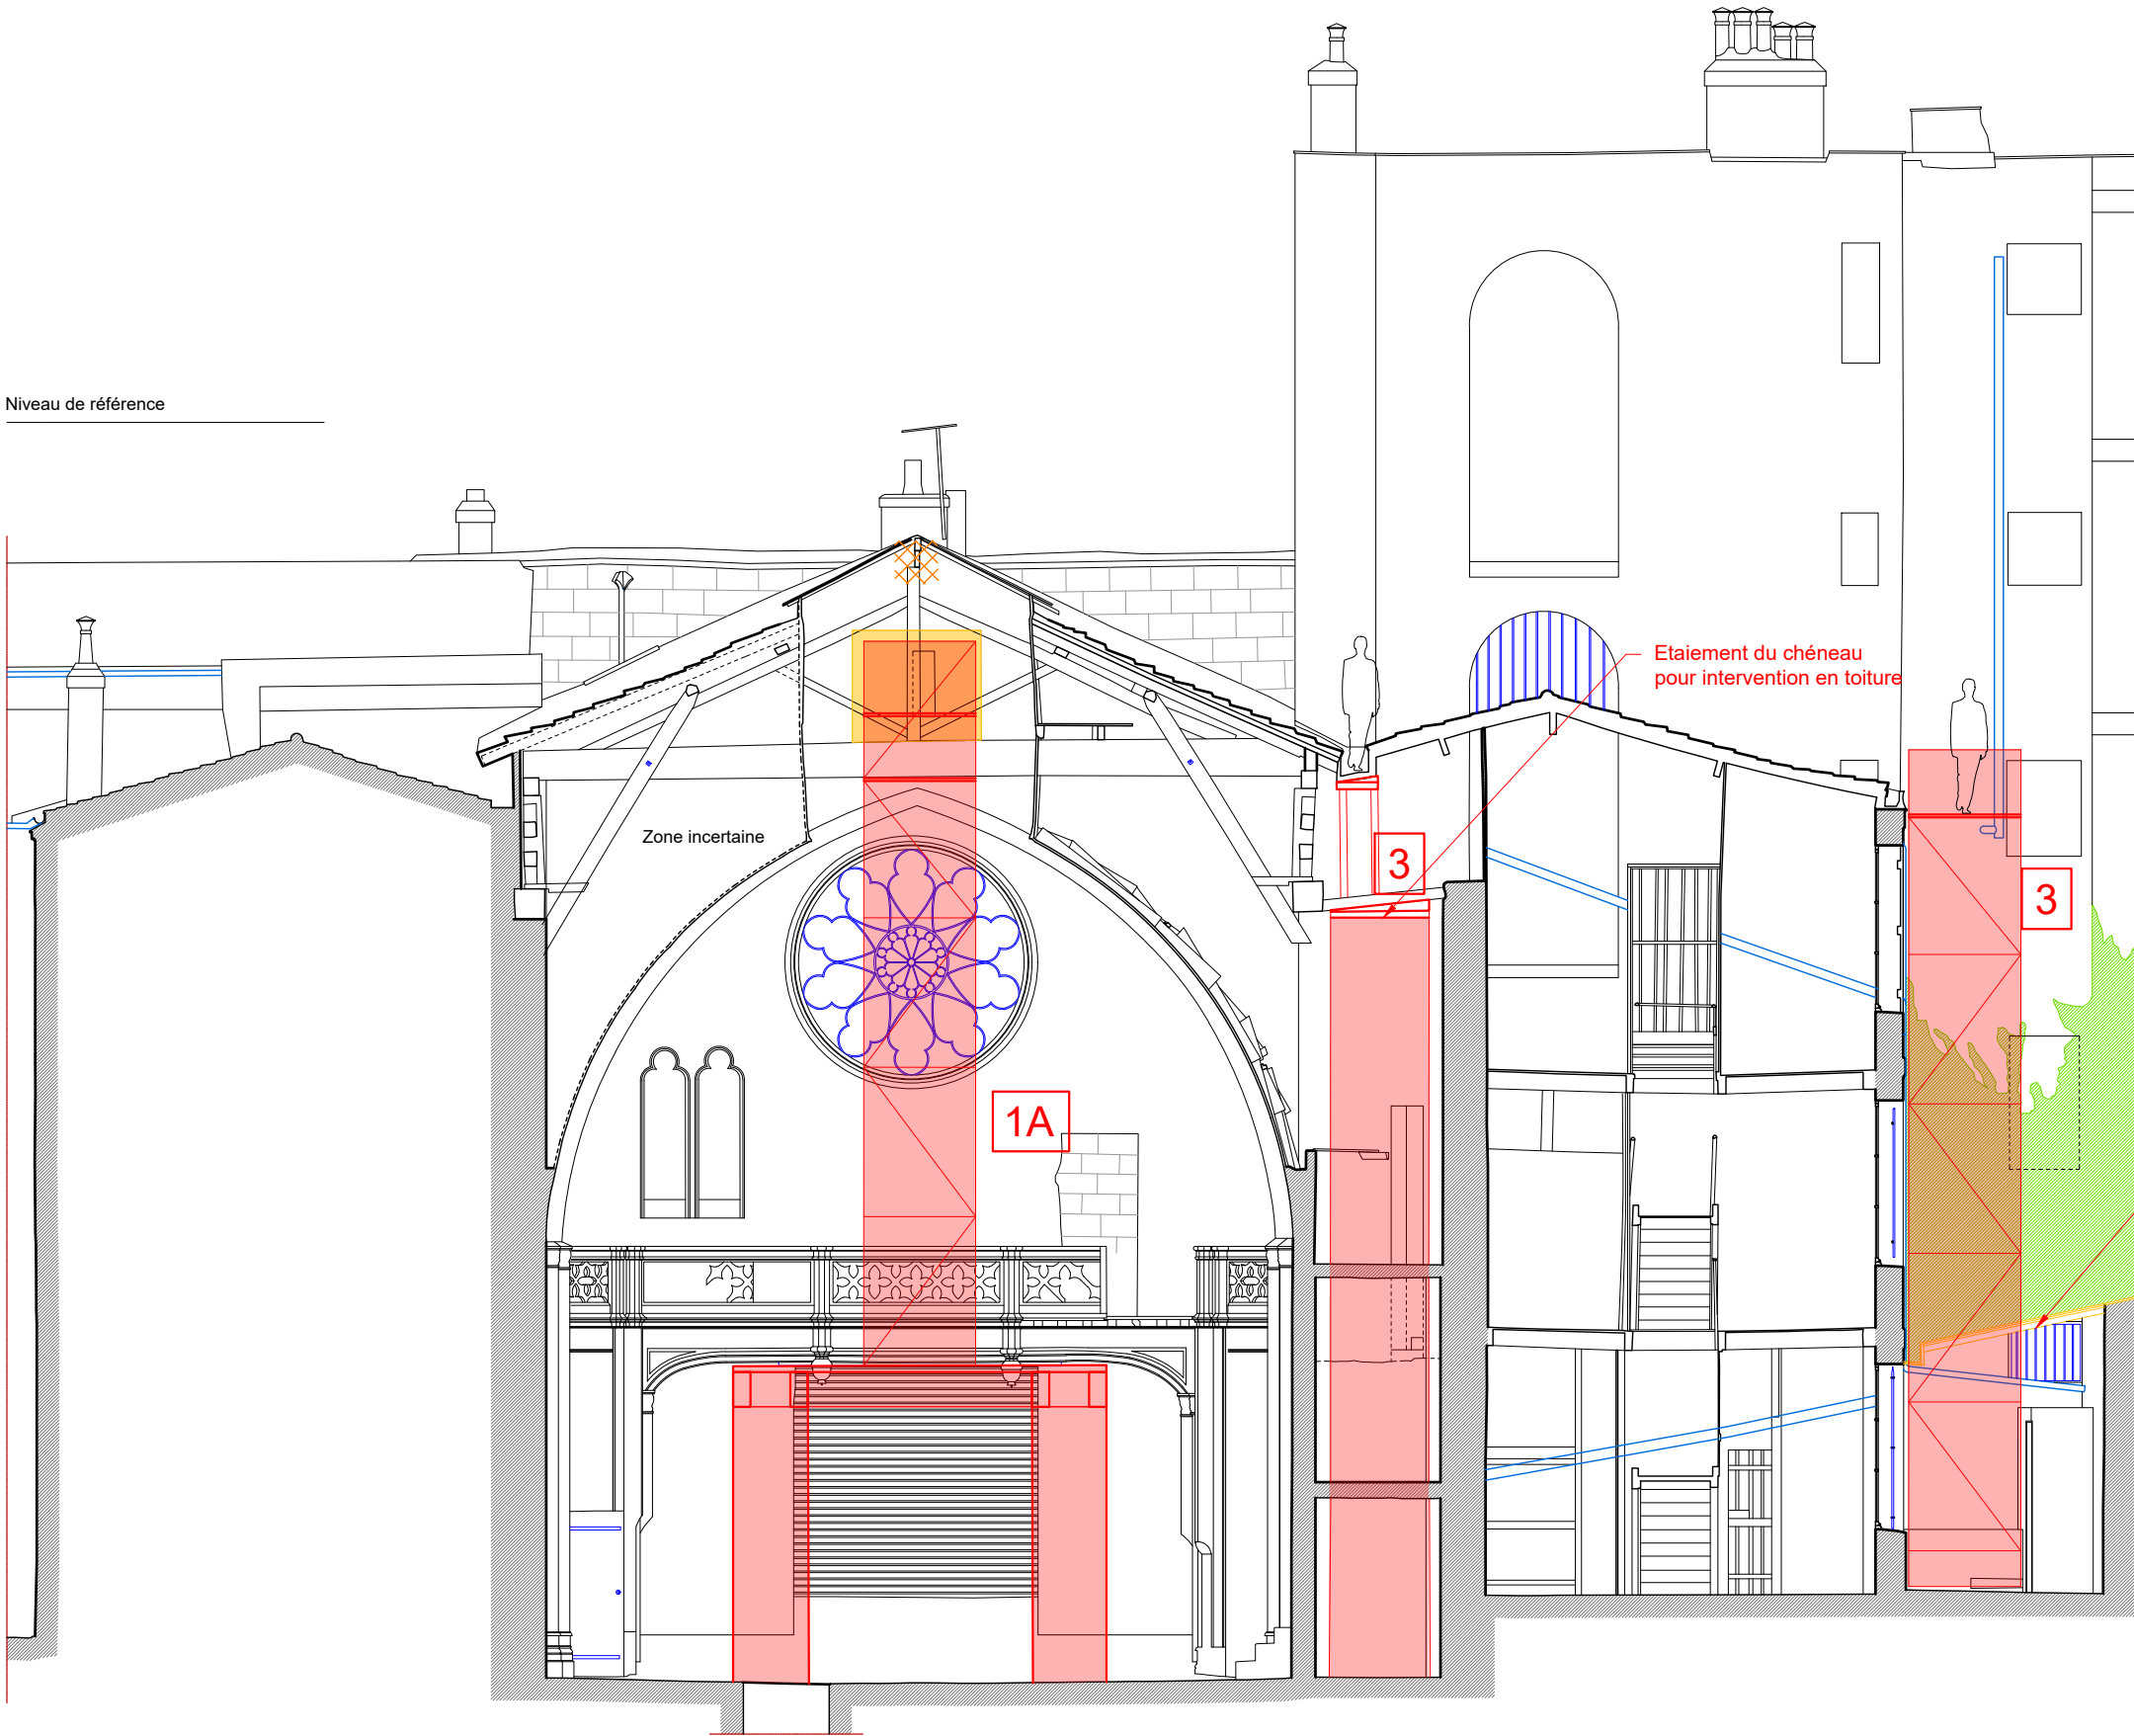 Niveau de référence
Etaiement du chéneau
pour intervention en toiture
Zone incertaine
3
3
1A